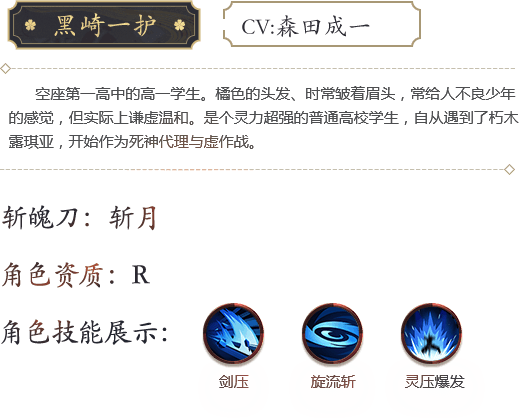 黑崎一护
CV:森田成一
空座第一高中的高一学生。橘色的头发、时常皱着眉头，常给人不良少年
的感觉，但实际上谦虚温和。是个灵力超强的普通高校学生，自从遇到了朽木
露琪亚，开始作为死神代理与虚作战。
斩魄刀：斩月
角色资质：R
角色技能展示：
剑压
旋流斩
灵压爆发